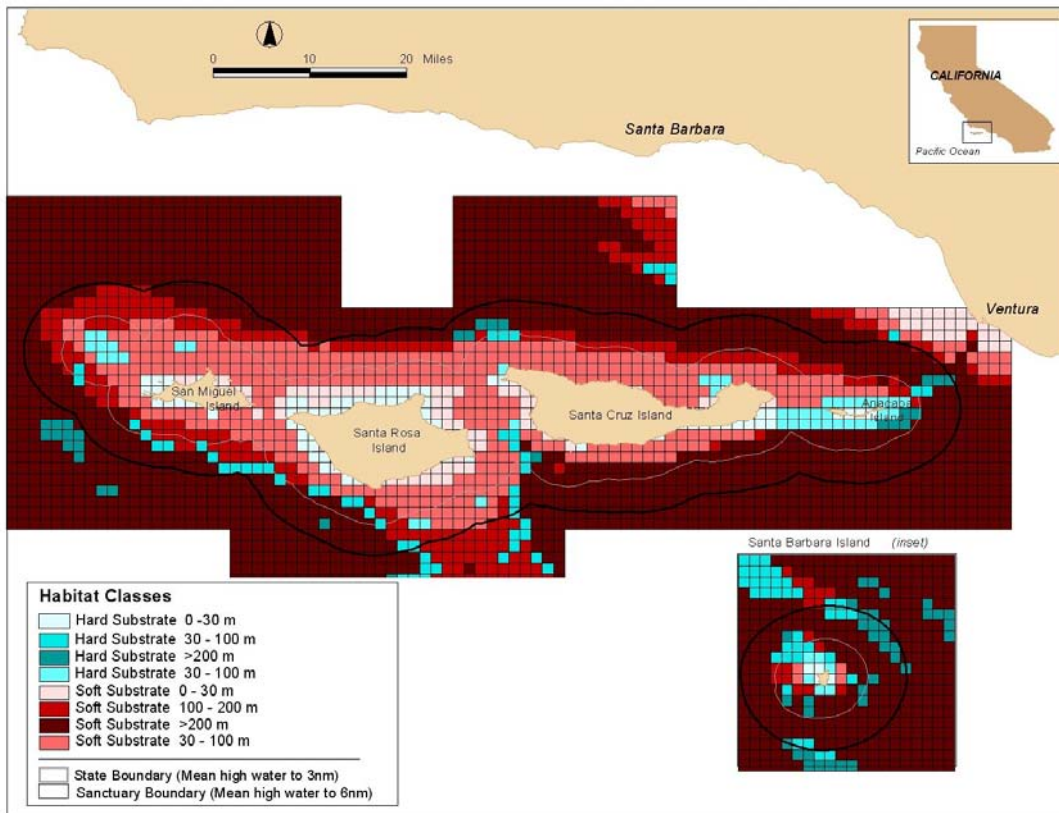 0 10 20 Miles
CALIFORNIA
Pacific Ocean
Santa Barbara
Ventura
San Miguel
Island
Santa Rosa
Island
Santa Cruz Island
Anacapa
Island
Santa Barbara Island (inset)
Habitat Classes
Hard Substrate 0 -30 m
Hard Substrate 30 - 100 m
Hard Substrate >200 m
Hard Substrate 30 - 100 m
Soft Substrate 0 - 30 m
Soft Substrate 100 - 200 m
Soft Substrate >200 m
Soft Substrate 30 - 100 m
State Boundary (Mean high water to 3nm)
Sanctuary Boundary (Mean high water to 6nm)